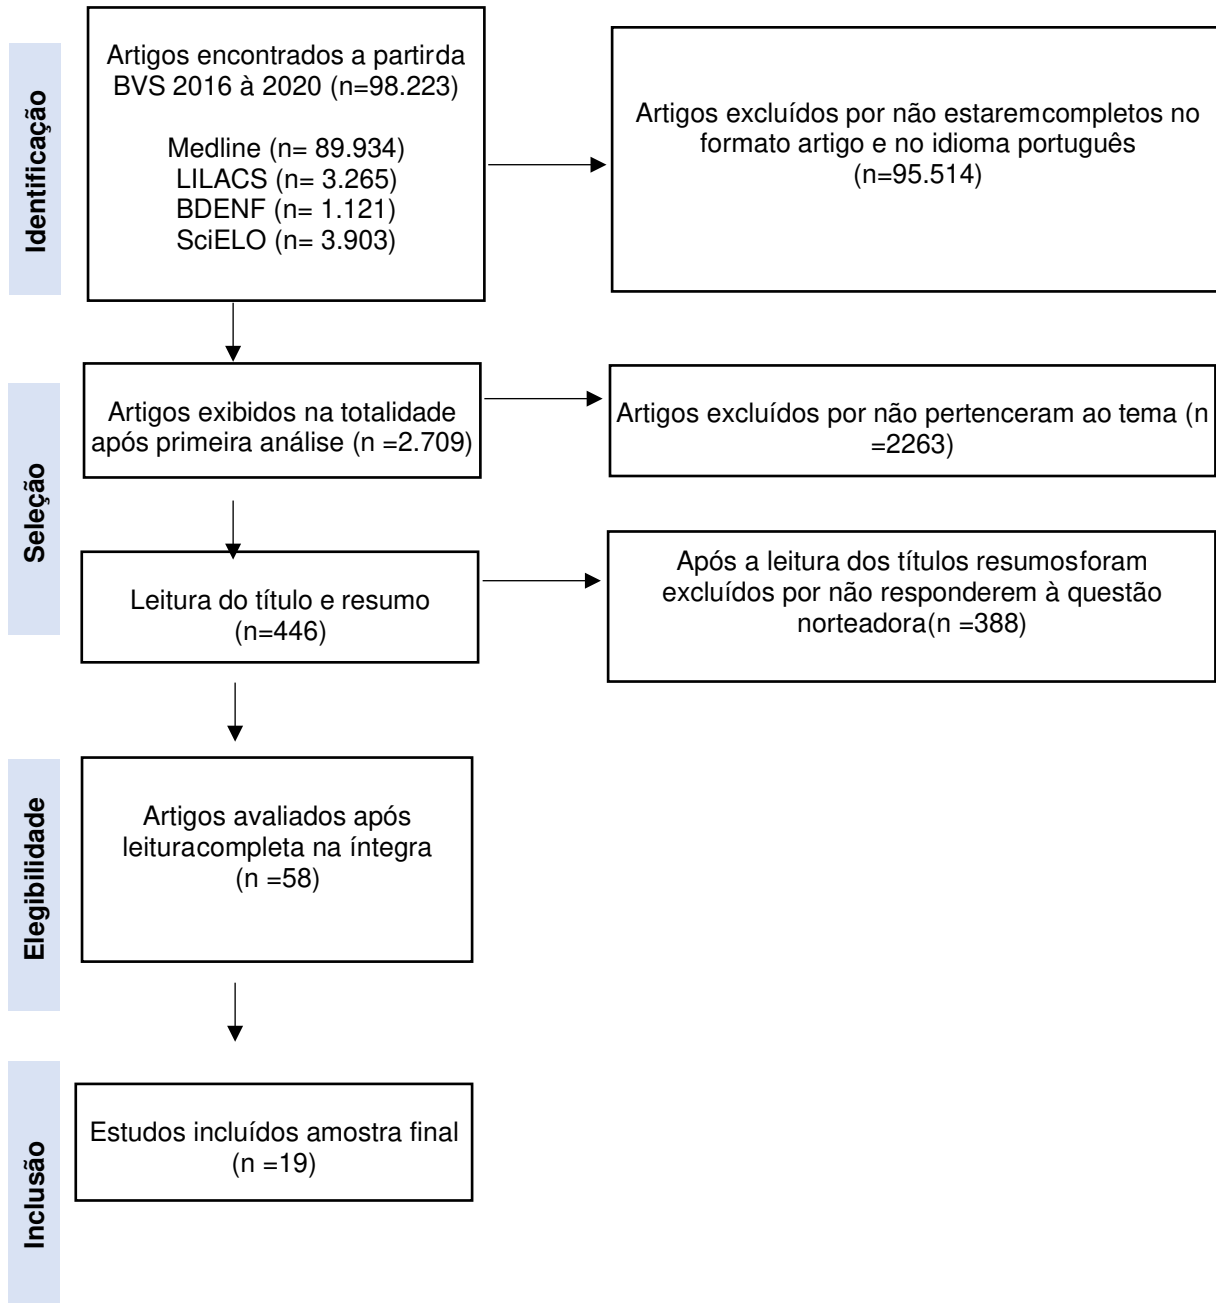 Identificação
Artigos encontrados a partirda
BVS 2016 à 2020 (n=98.223)
Medline (n= 89.934)
LILACS (n= 3.265)
BDENF (n= 1.121)
SciELO (n= 3.903)
Artigos excluídos por não estaremcompletos no
formato artigo e no idioma português
(n=95.514)
Seleção
Artigos exibidos na totalidade
após primeira análise (n =2.709)
Artigos excluídos por não pertenceram ao tema (n
=2263)
Leitura do título e resumo
(n=446)
Após a leitura dos títulos resumosforam
excluídos por não responderem à questão
norteadora(n =388)
Elegibilidade
Artigos avaliados após
leituracompleta na íntegra
(n =58)
Inclusão
Estudos incluídos amostra final
(n =19)